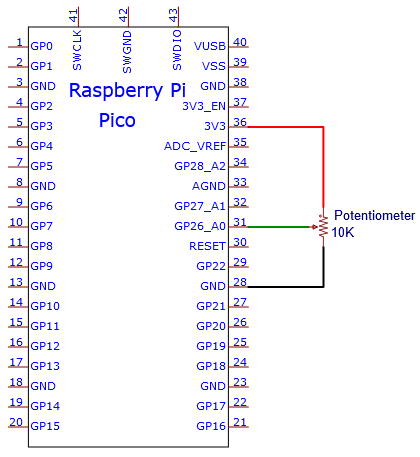 41
42
43
SWCLK
SWGND
SWDIO
Raspberry Pi
Pico
1 GP0
2 GP1
3 GND
4 GP2
5 GP3
6 GP4
7 GP5
8 GND
9 GP6
10 GP7
11 GP8
12 GP9
13 GND
14 GP10
15 GP11
16 GP12
17 GP13
18 GND
19 GP14
20 GP15
VUSB 40
VSS 39
GND 38
3V3_EN 37
3V3 36
ADC_VREF 35
GP28_A2 34
AGND 33
GP27_A1 32
GP26_A0 31
RESET 30
GP22 29
GND 28
GP21 27
GP20 26
GP19 25
GP18 24
GND 23
GP17 22
GP16 21
Potentiometer
10K